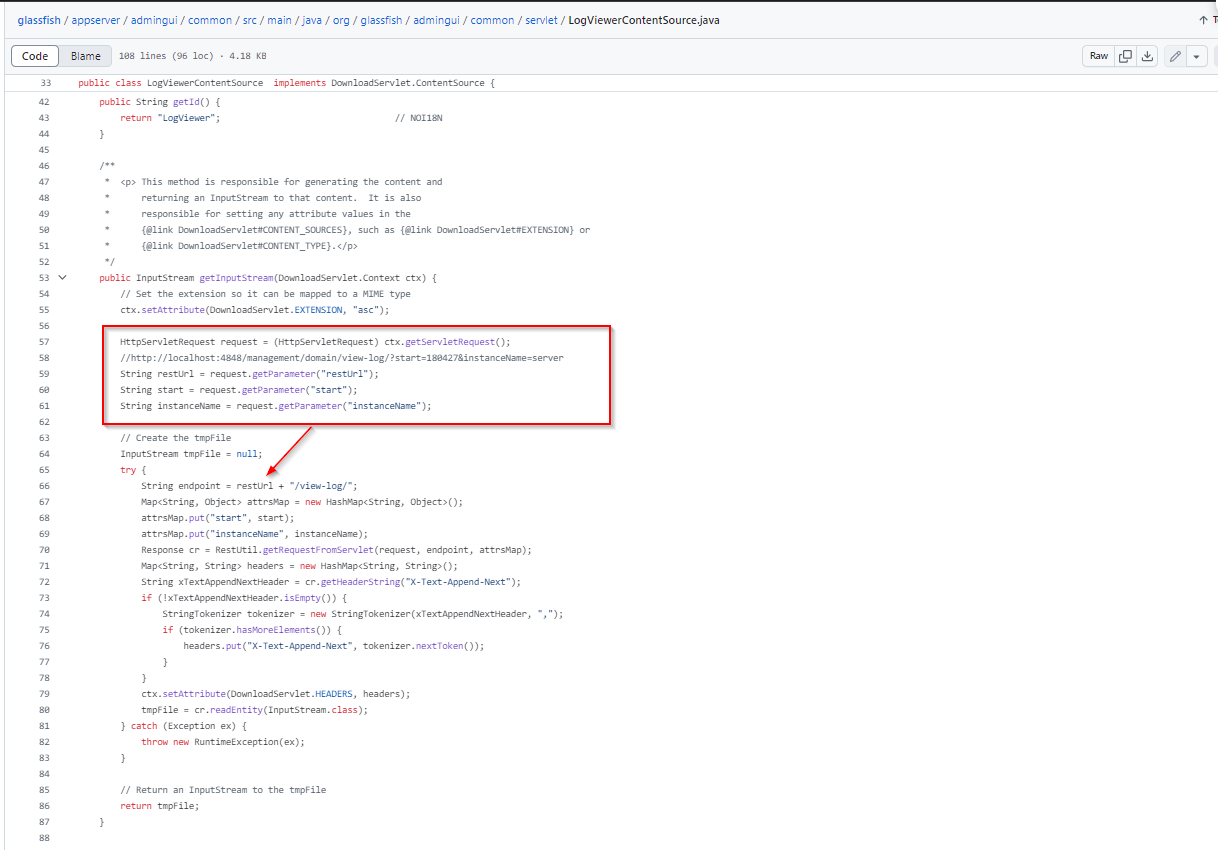 glassfish / appserver / admingui / common / src / main / java / org / glassfish / admingui / common / servlet / LogViewerContentSource.java
Code Blame 108 lines (96 loc) · 4.18 KB Raw
33 public class LogViewerContentSource  implements DownloadServlet.ContentSource {
42     public String getId() {
43         return "LogViewer";                                 // NOI18N
44     }
45
46     /**
47      *  <p> This method is responsible for generating the content and
48      *      returning an InputStream to that content.  It is also
49      *      responsible for setting any attribute values in the
50      *      {@link DownloadServlet#CONTENT_SOURCES}, such as {@link DownloadServlet#EXTENSION} or
51      *      {@link DownloadServlet#CONTENT_TYPE}.</p>
52      */
53     public InputStream getInputStream(DownloadServlet.Context ctx) {
54         // Set the extension so it can be mapped to a MIME type
55         ctx.setAttribute(DownloadServlet.EXTENSION, "asc");
56
57         HttpServletRequest request = (HttpServletRequest) ctx.getServletRequest();
58         //http://localhost:4848/management/domain/view-log/?start=180427&instanceName=server
59         String restUrl = request.getParameter("restUrl");
60         String start = request.getParameter("start");
61         String instanceName = request.getParameter("instanceName");
62
63         // Create the tmpFile
64         InputStream tmpFile = null;
65         try {
66             String endpoint = restUrl + "/view-log/";
67             Map<String, Object> attrsMap = new HashMap<String, Object>();
68             attrsMap.put("start", start);
69             attrsMap.put("instanceName", instanceName);
70             Response cr = RestUtil.getRequestFromServlet(request, endpoint, attrsMap);
71             Map<String, String> headers = new HashMap<String, String>();
72             String xTextAppendNextHeader = cr.getHeaderString("X-Text-Append-Next");
73             if (!xTextAppendNextHeader.isEmpty()) {
74                 StringTokenizer tokenizer = new StringTokenizer(xTextAppendNextHeader, ",");
75                 if (tokenizer.hasMoreElements()) {
76                     headers.put("X-Text-Append-Next", tokenizer.nextToken());
77                 }
78             }
79             ctx.setAttribute(DownloadServlet.HEADERS, headers);
80             tmpFile = cr.readEntity(InputStream.class);
81         } catch (Exception ex) {
82             throw new RuntimeException(ex);
83         }
84
85         // Return an InputStream to the tmpFile
86         return tmpFile;
87     }
88